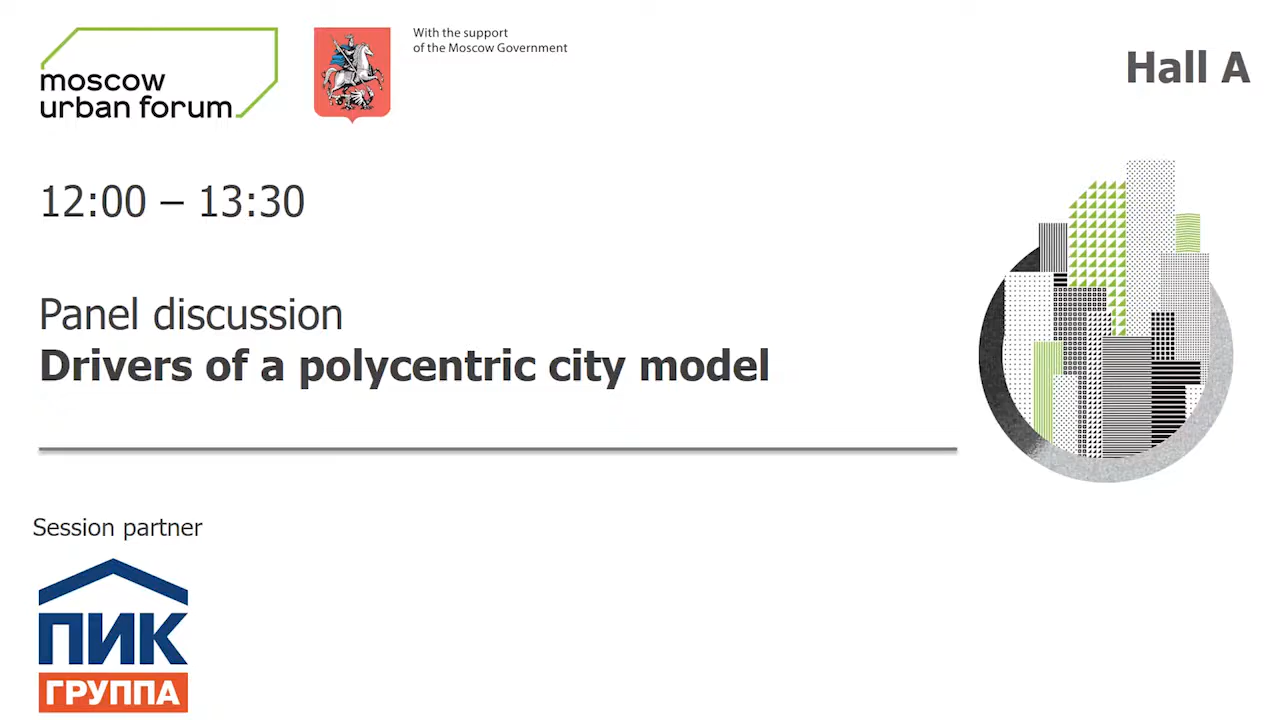 moscow
urban forum
With the support
of the Moscow Government
Hall A
12:00 – 13:30
Panel discussion
Drivers of a polycentric city model
Session partner
ПИК
ГРУППА